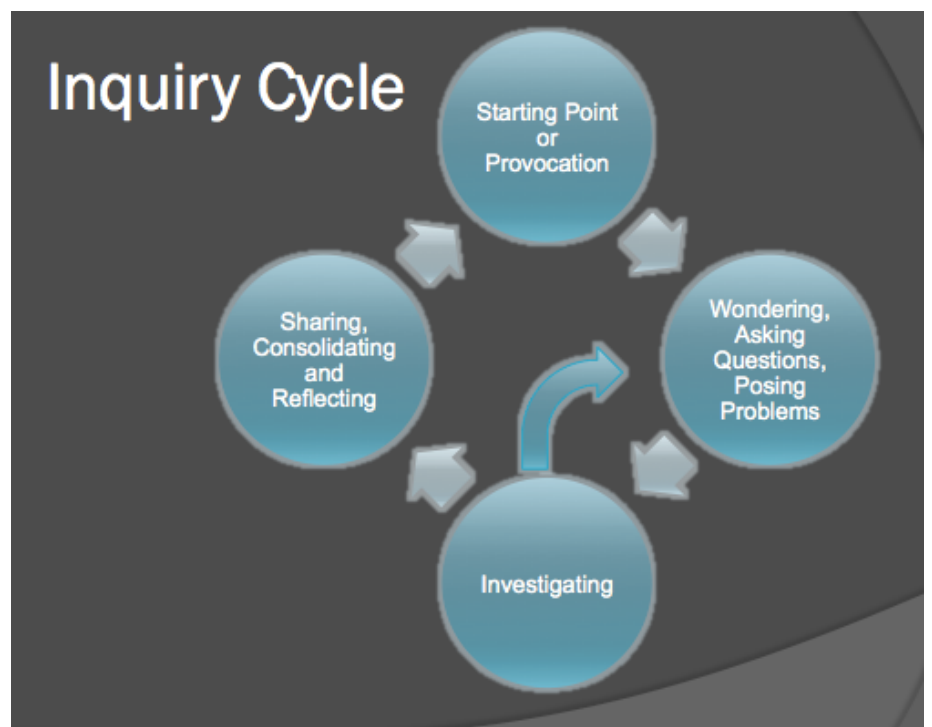 Inquiry Cycle
Starting Point
or
Provocation
Wondering,
Asking
Questions,
Posing
Problems
Investigating
Sharing,
Consolidating
and
Reflecting